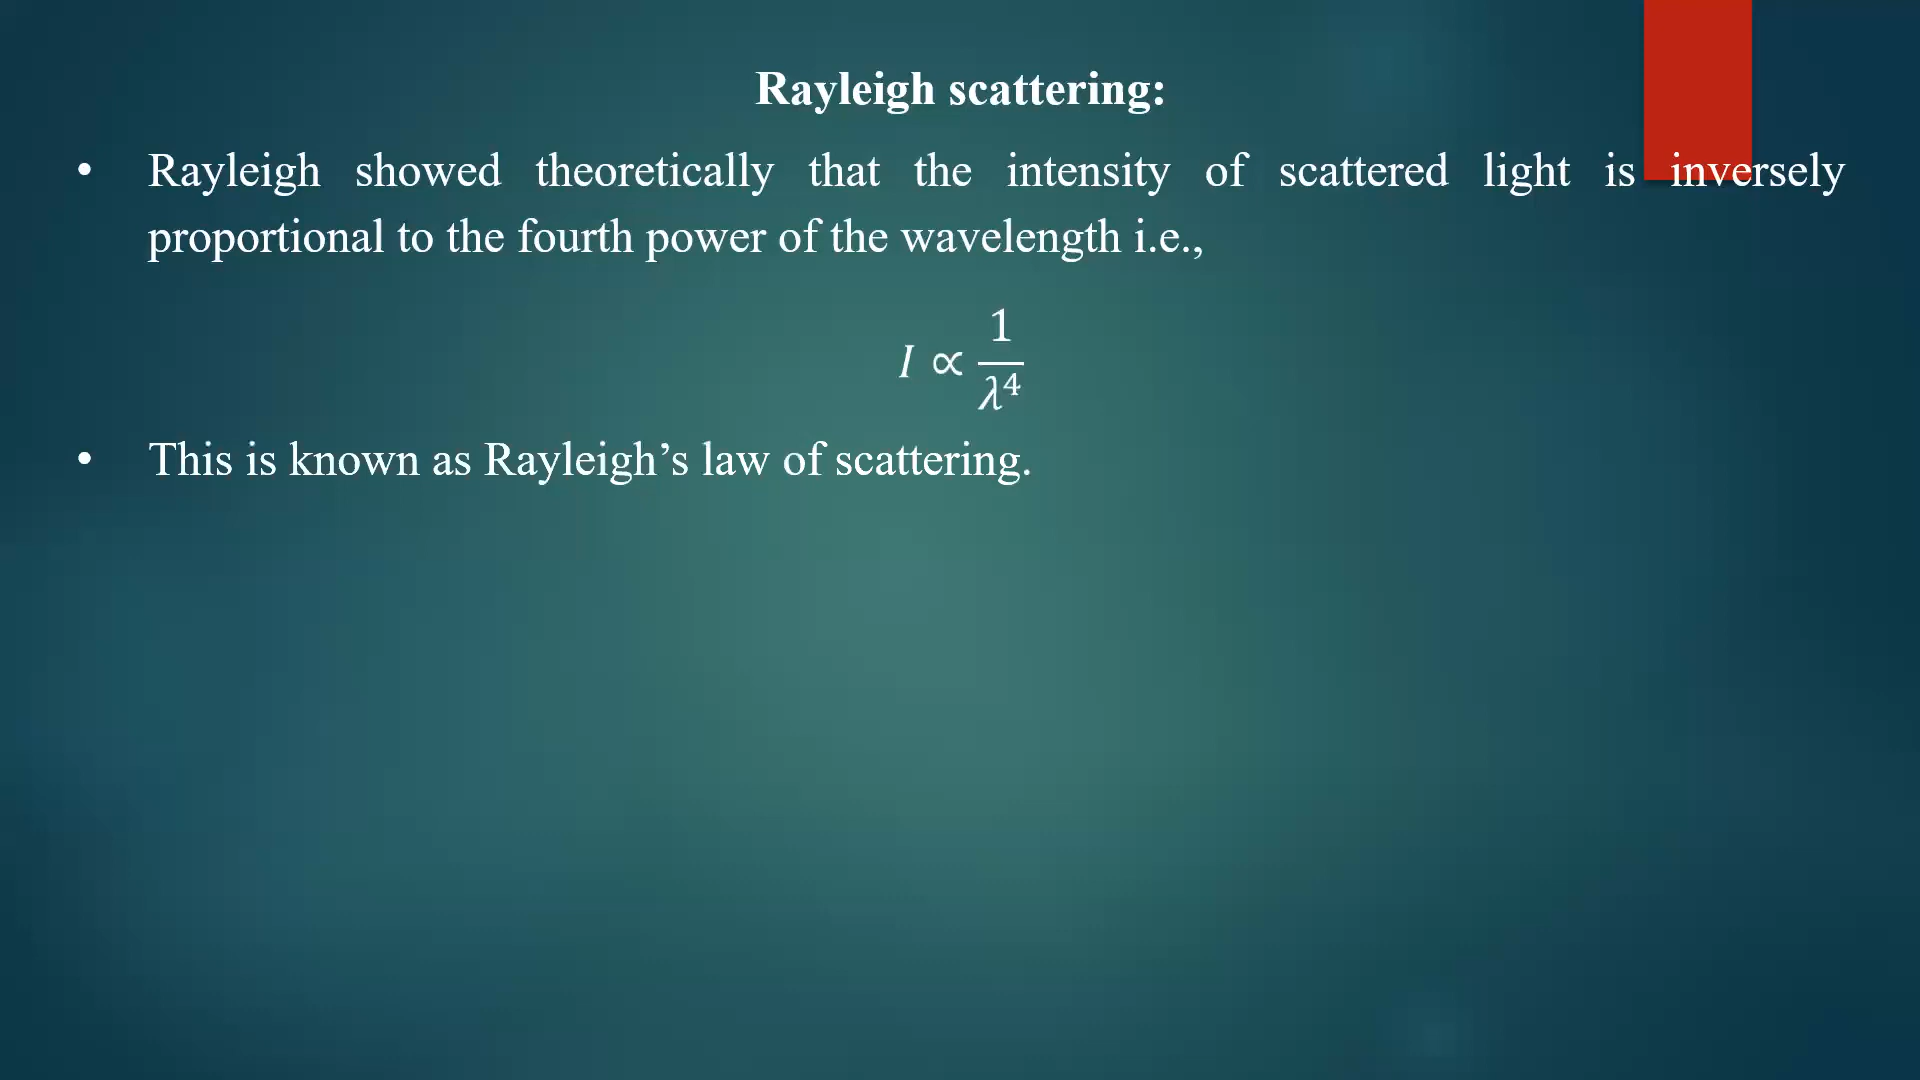 Rayleigh scattering:
• Rayleigh showed theoretically that the intensity of scattered light is inversely
proportional to the fourth power of the wavelength i.e.,
I ∝ 1/λ⁴
• This is known as Rayleigh’s law of scattering.